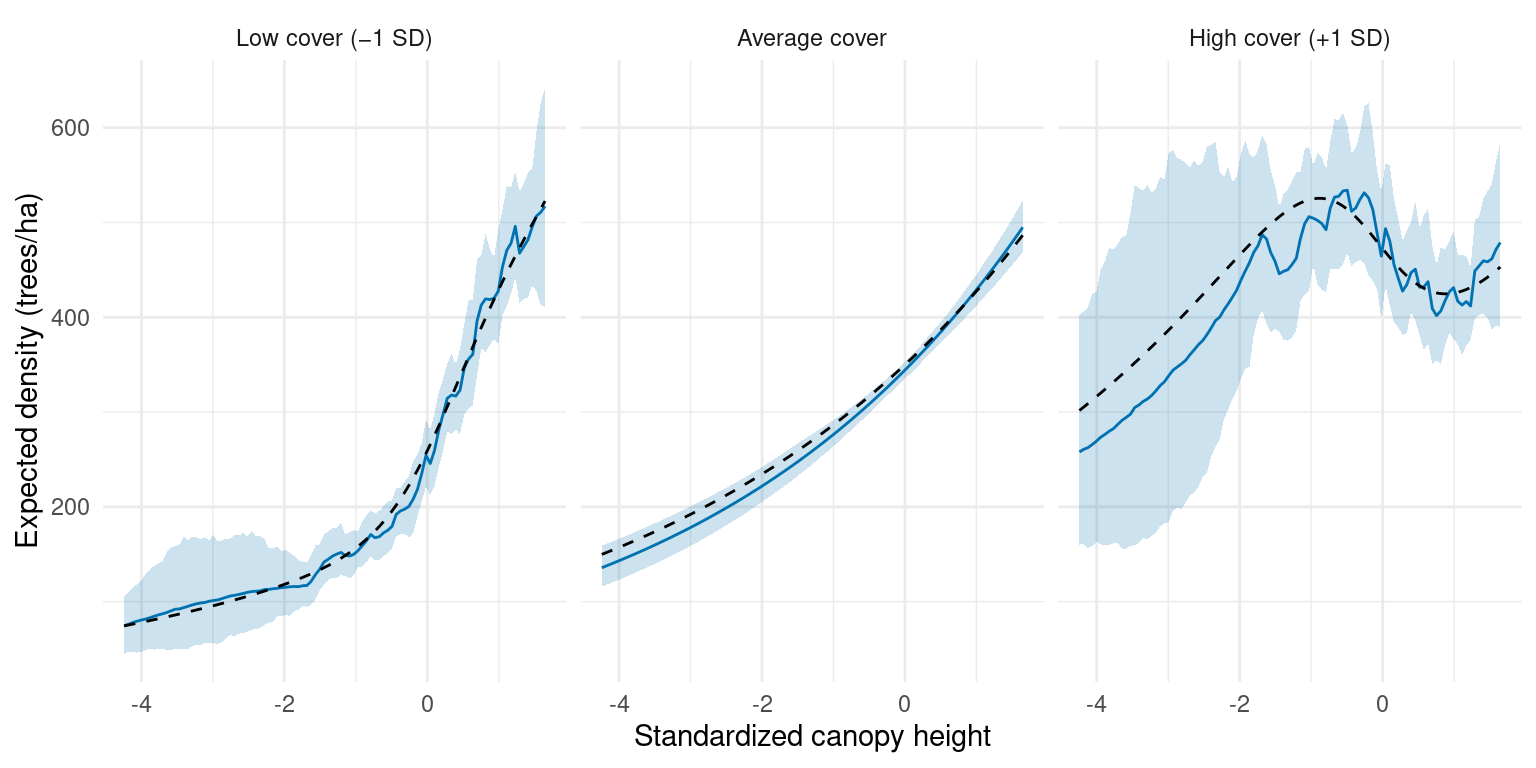 Low cover (−1 SD)
Average cover
High cover (+1 SD)
Expected density (trees/ha)
600
400
200
-4 -2 0
-4 -2 0
-4 -2 0
Standardized canopy height